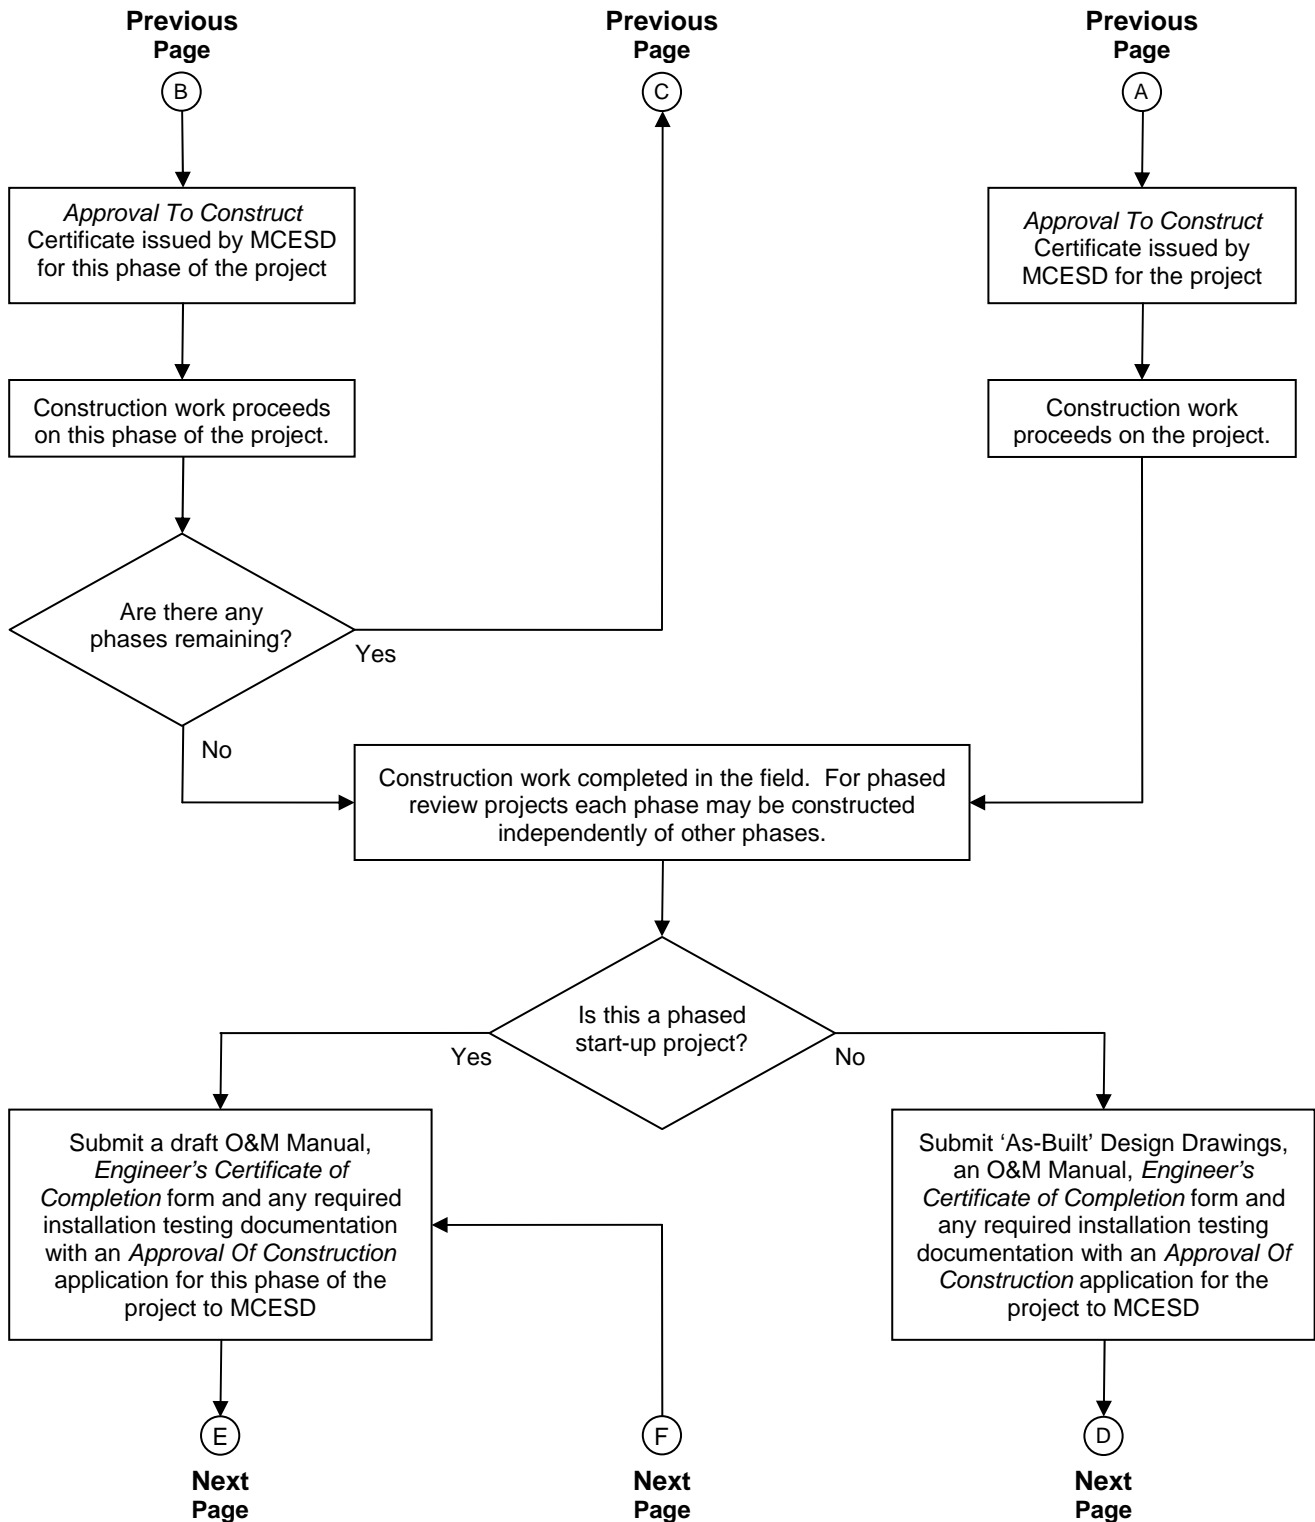 Previous
Page
B
Previous
Page
C
Previous
Page
A
Approval To Construct
Certificate issued by MCESD
for this phase of the project
Approval To Construct
Certificate issued by
MCESD for the project
Construction work proceeds
on this phase of the project.
Construction work
proceeds on the project.
Are there any
phases remaining?
Yes
No
Construction work completed in the field.  For phased
review projects each phase may be constructed
independently of other phases.
Is this a phased
start-up project?
Yes
No
Submit a draft O&M Manual,
Engineer's Certificate of
Completion form and any required
installation testing documentation
with an Approval Of Construction
application for this phase of the
project to MCESD
Submit ‘As-Built’ Design Drawings,
an O&M Manual, Engineer's
Certificate of Completion form and
any required installation testing
documentation with an Approval Of
Construction application for the
project to MCESD
E
Next
Page
F
Next
Page
D
Next
Page